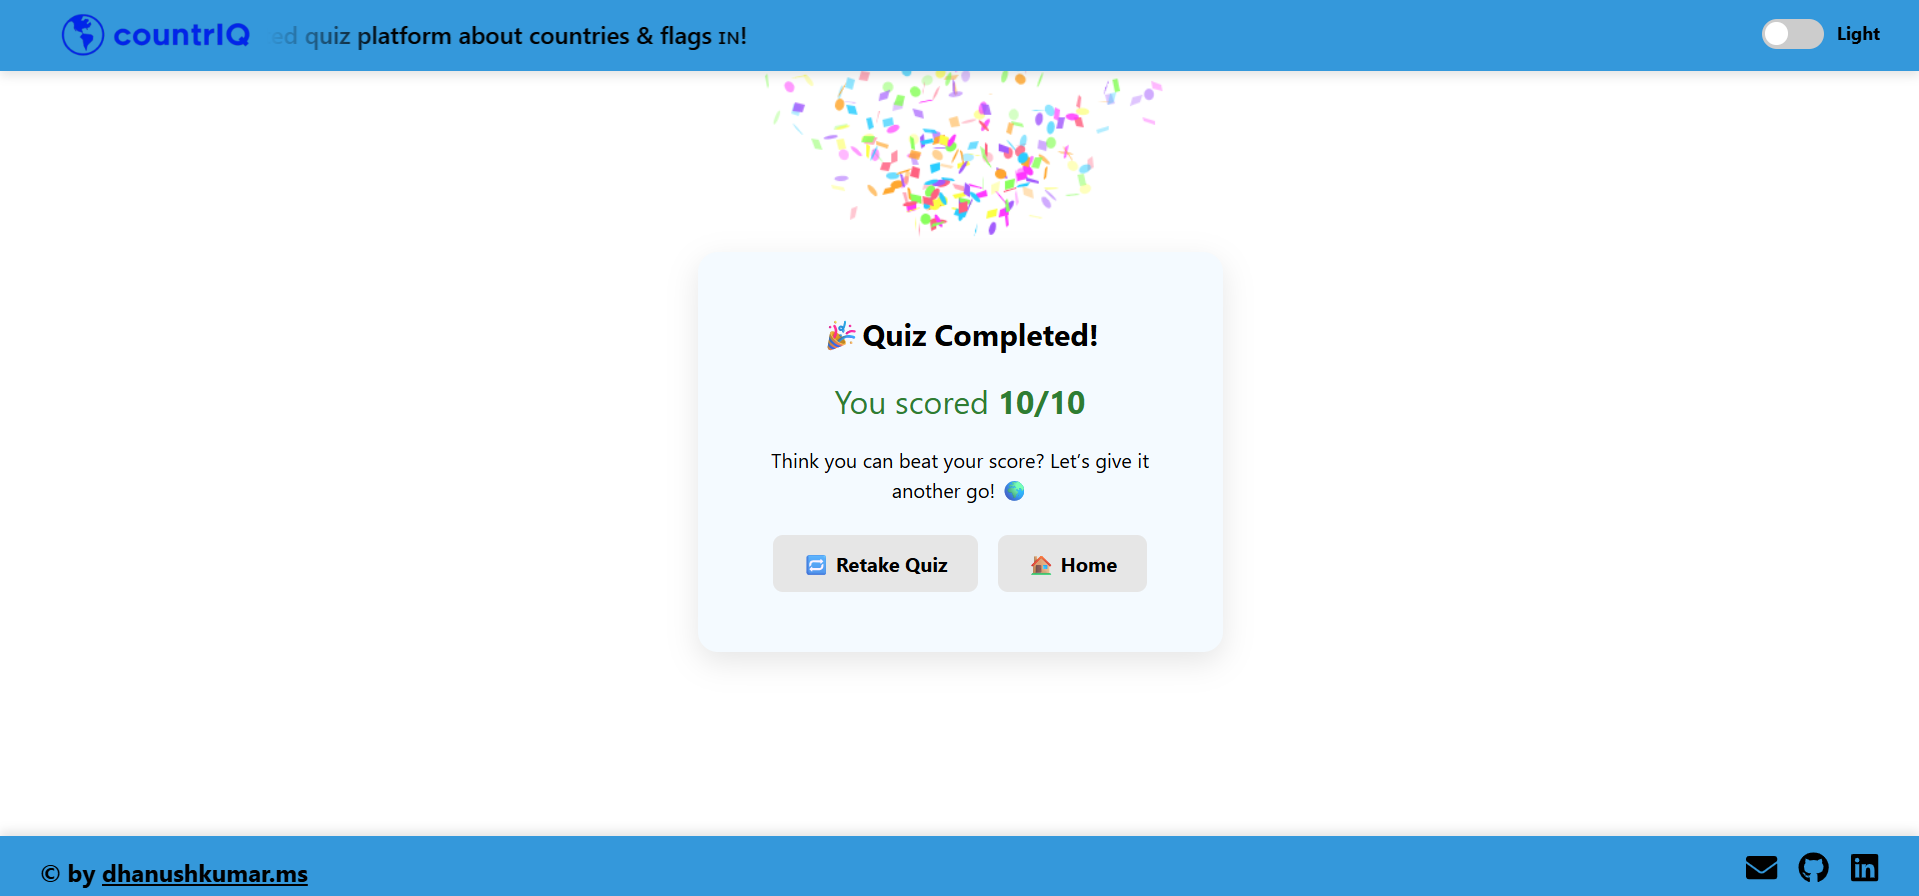 countrIQ
ed quiz platform about countries & flags ɪɴ!
Light
🎉 Quiz Completed!
You scored 10/10
Think you can beat your score? Let’s give it
another go! 🌍
🔁 Retake Quiz
🏠 Home
© by dhanushkumar.ms
in